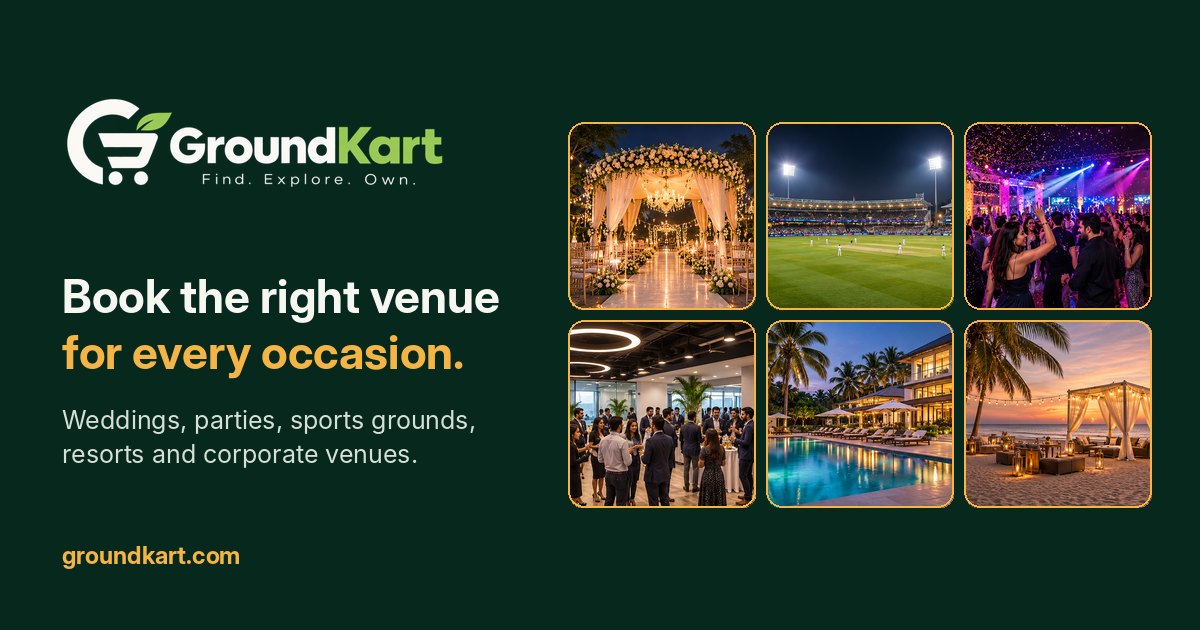 GroundKart
Find. Explore. Own.
Book the right venue
for every occasion.
Weddings, parties, sports grounds,
resorts and corporate venues.
groundkart.com